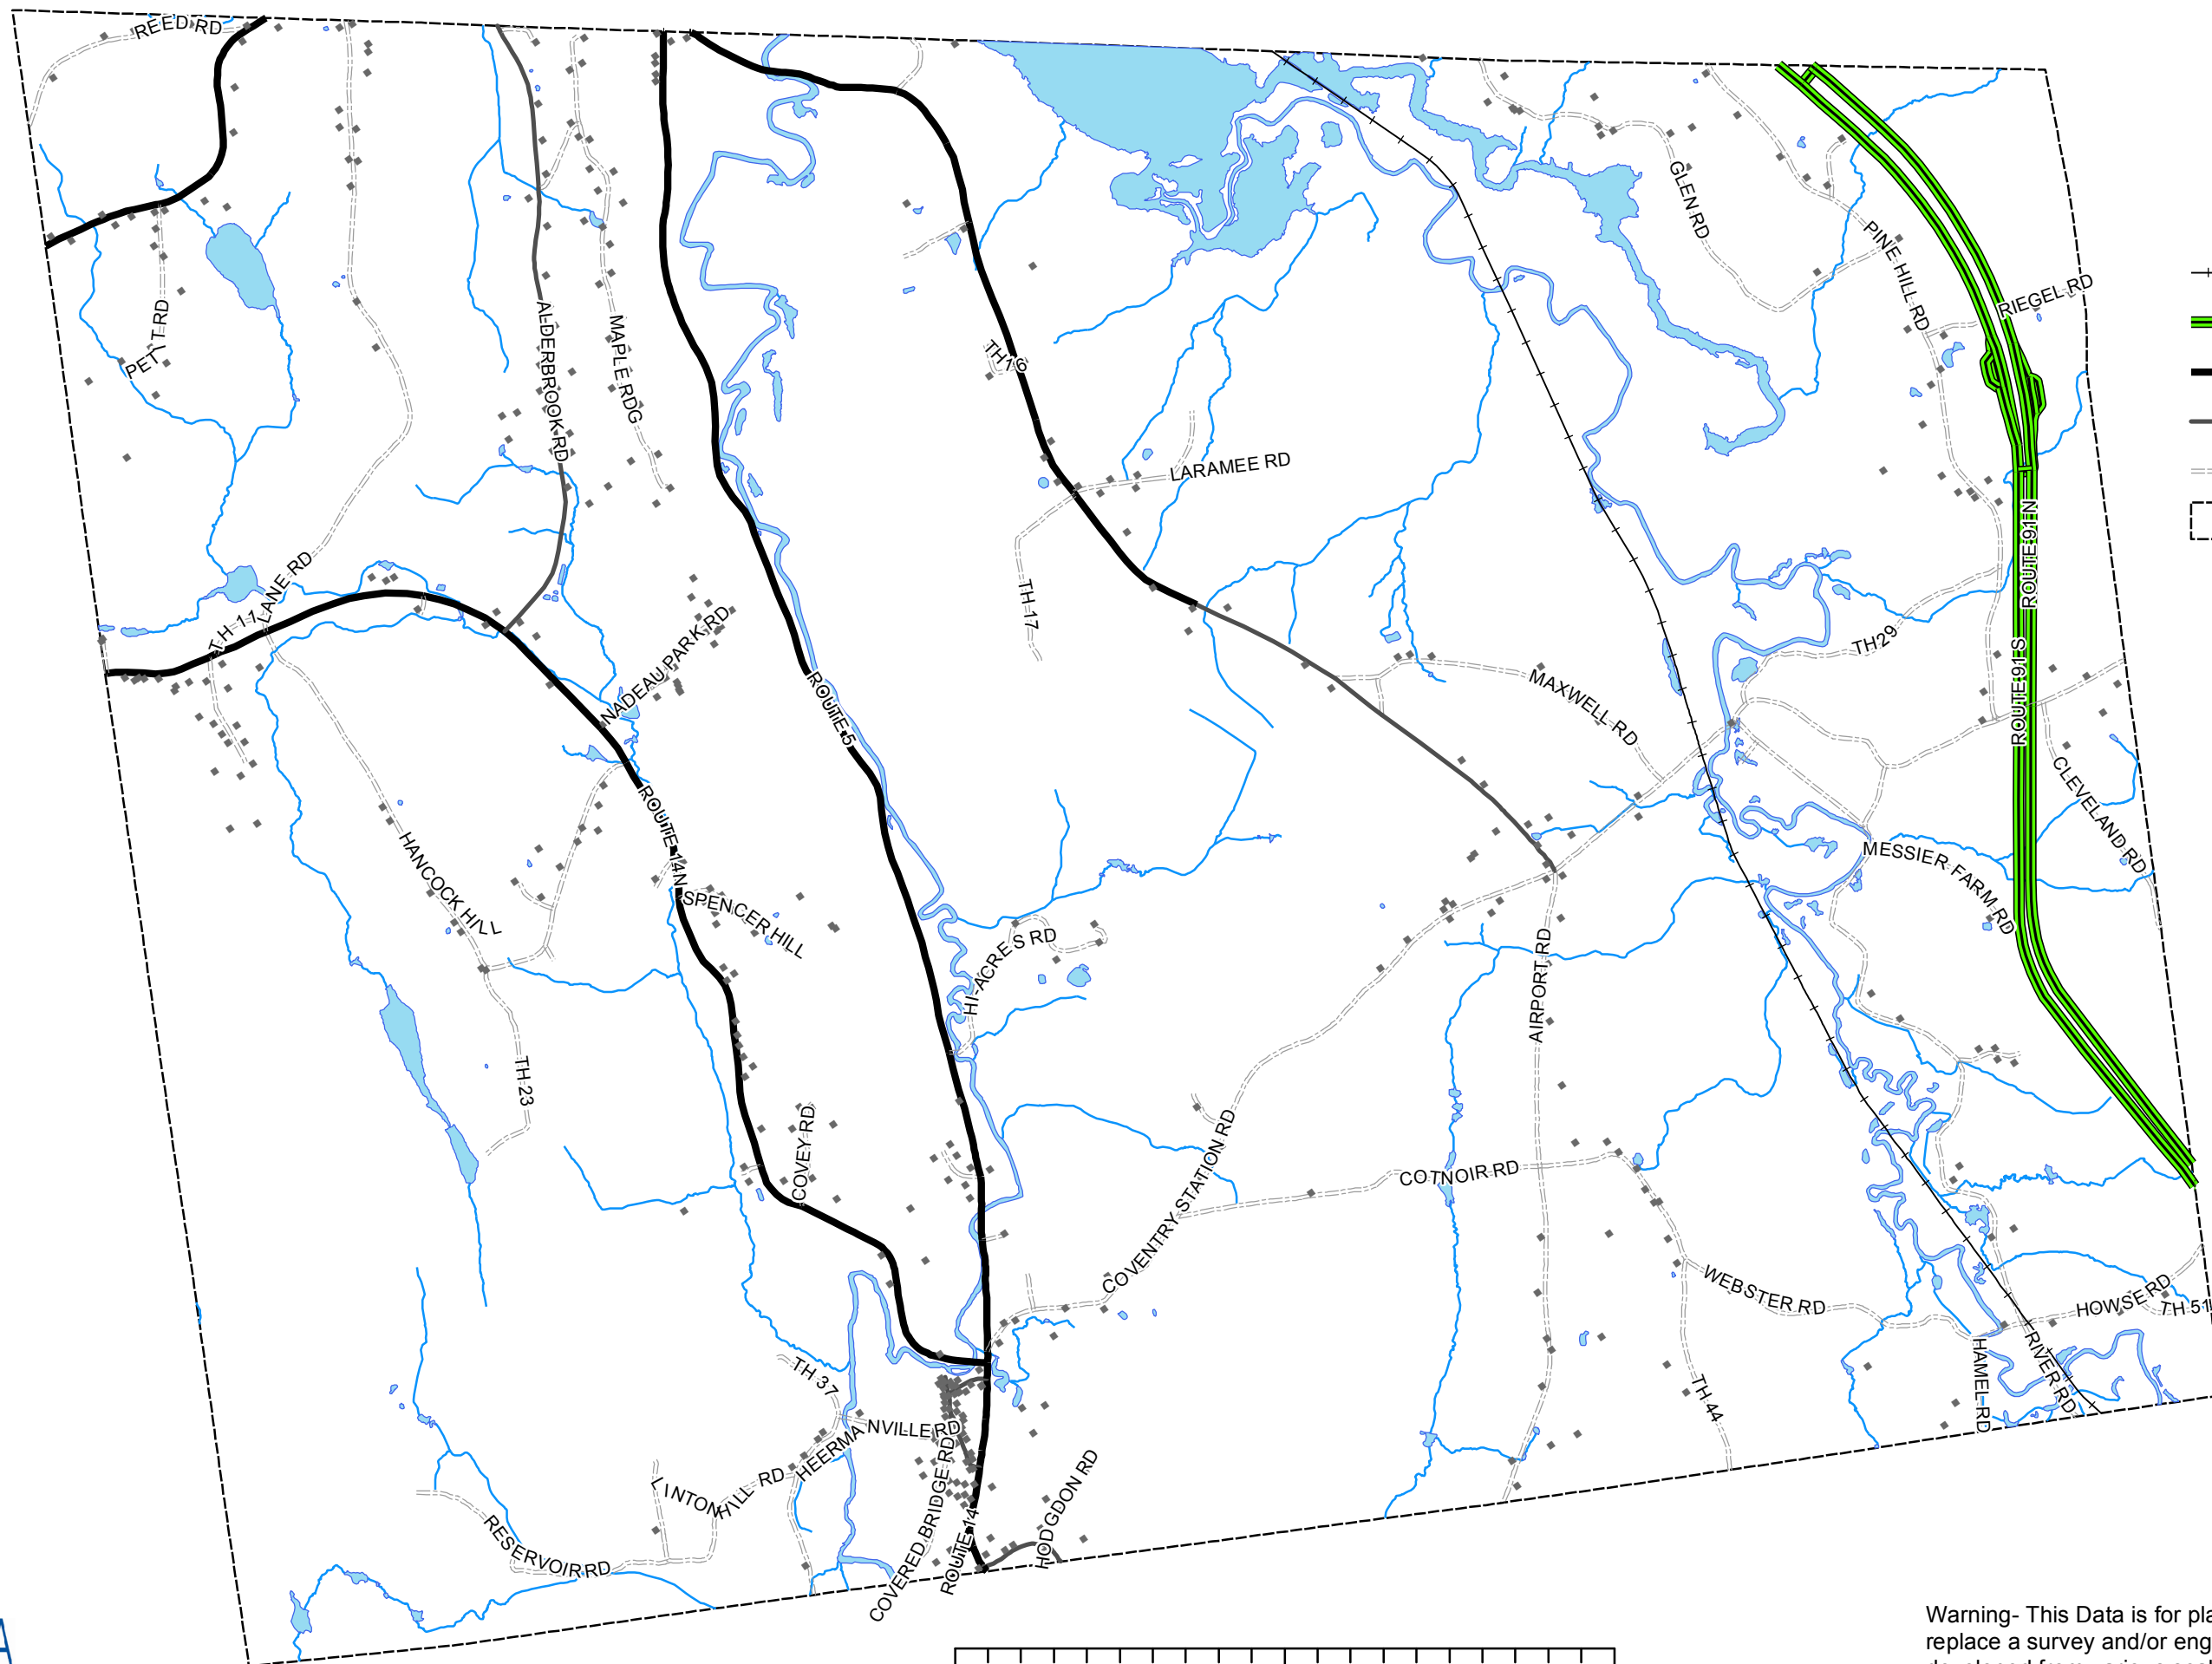 REED RD
GLEN RD
PINE HILL RD
RIEGEL RD
PETIT RD
ALDERBROOK RD
MAPLE RDG
TH 16
LARAMEE RD
ROUTE 91 N
LANE RD
TH 11
TH 17
NADEAU PARK RD
ROUTE 5
MAXWELL RD
TH29
ROUTE 91 S
CLEVELAND RD
HANCOCK HILL
ROUTE 14N
SPENCER HILL
MESSIER FARM RD
HI-ACRES RD
AIRPORT RD
TH 23
COVEY RD
COVENTRY STATION RD
COTNOIR RD
WEBSTER RD
HOWSE RD
TH 51
HAMEL RD
RIVER RD
TH 37
TH 44
HEERMANVILLE RD
LINTON HILL RD
RESERVOIR RD
COVERED BRIDGE RD
ROUTE 14
HODGDON RD
Warning- This Data is for pla
replace a survey and/or eng